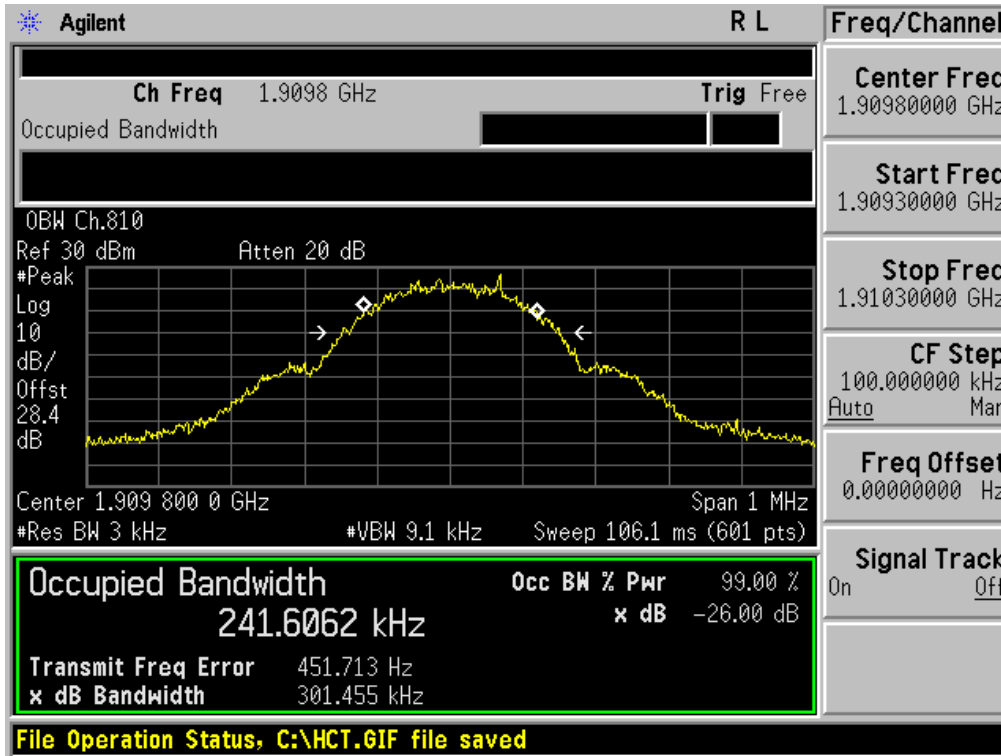 Agilent R L Freq/Channel
Ch Freq 1.9098 GHz Trig Free
Occupied Bandwidth
Center Freq
1.90980000 GHz
Start Freq
1.90930000 GHz
Stop Freq
1.91030000 GHz
CF Step
100.000000 kHz
Auto Man
Freq Offset
0.00000000 Hz
Signal Track
On Off
OBW Ch.810
Ref 30 dBm Atten 20 dB
#Peak
Log
10
dB/
Offst
28.4
dB
Center 1.909 800 0 GHz Span 1 MHz
#Res BW 3 kHz #VBW 9.1 kHz Sweep 106.1 ms (601 pts)
Occupied Bandwidth Occ BW % Pwr 99.00 %
241.6062 kHz x dB -26.00 dB
Transmit Freq Error 451.713 Hz
x dB Bandwidth 301.455 kHz
File Operation Status, C:\HCT.GIF file saved